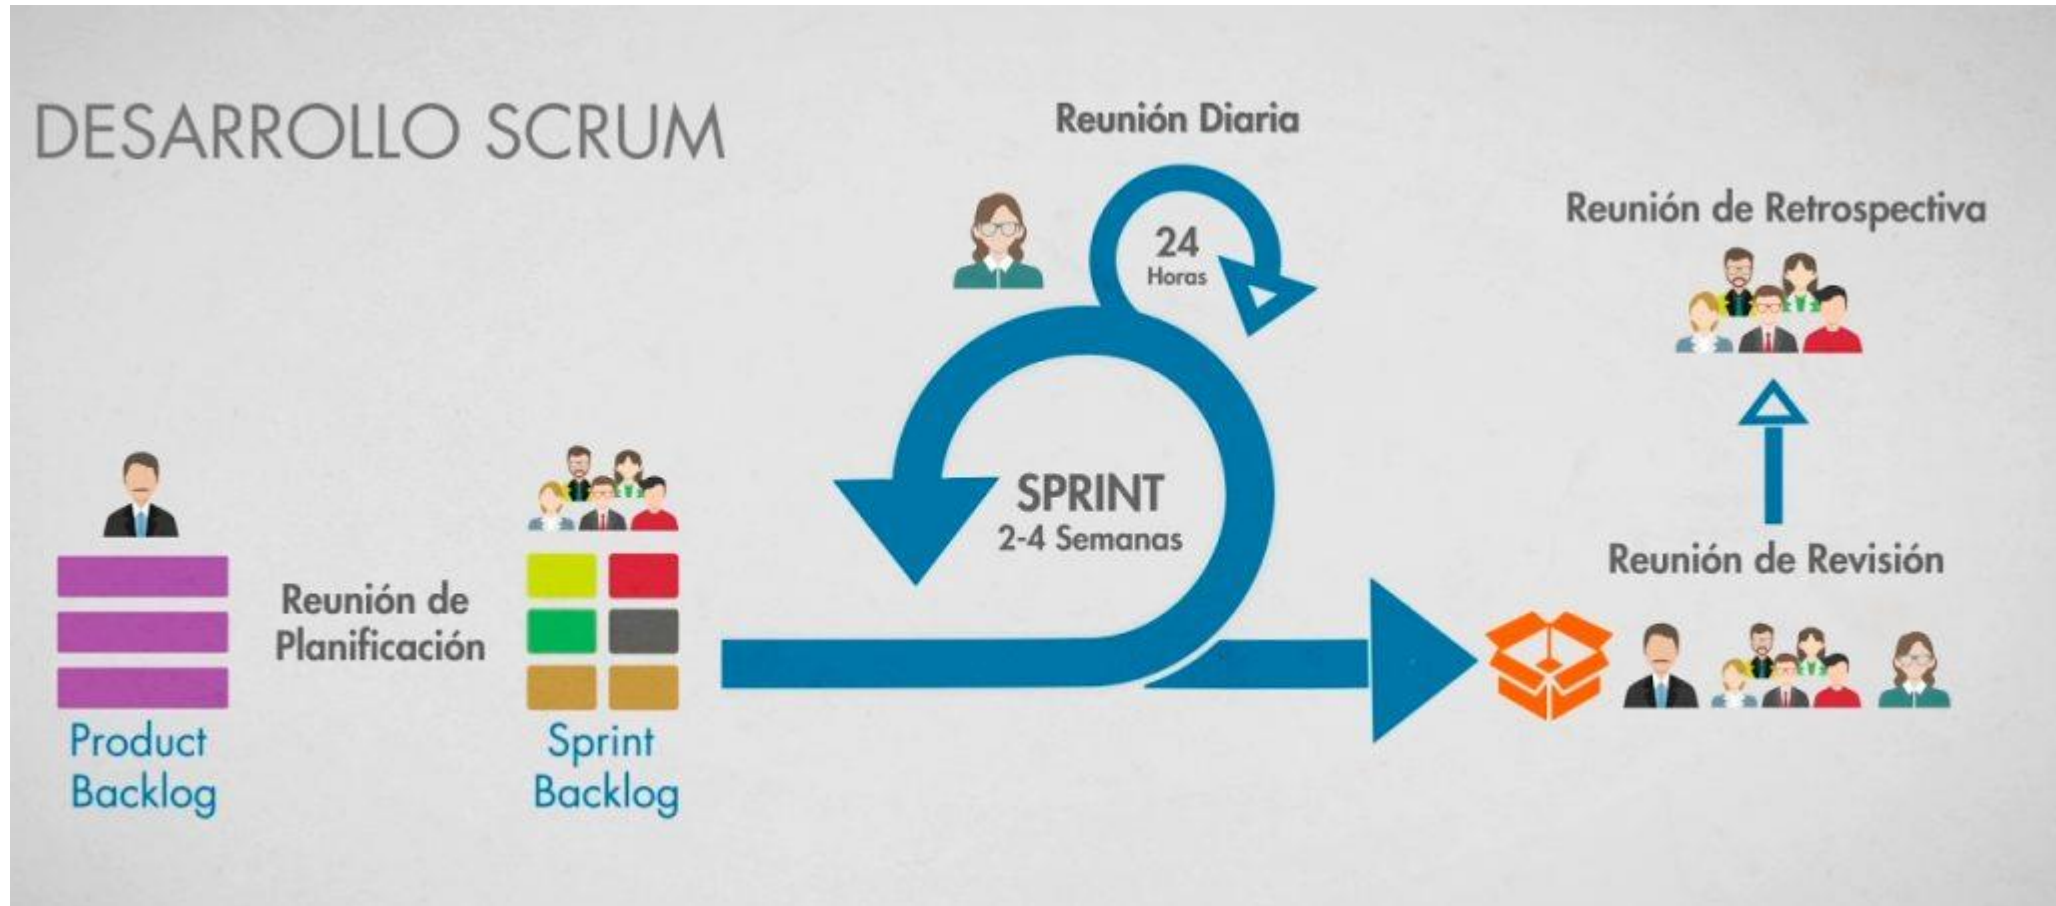 DESARROLLO SCRUM
Reunión Diaria
24
Horas
Reunión de Retrospectiva
SPRINT
2-4 Semanas
Reunión de Revisión
Reunión de
Planificación
Product
Backlog
Sprint
Backlog